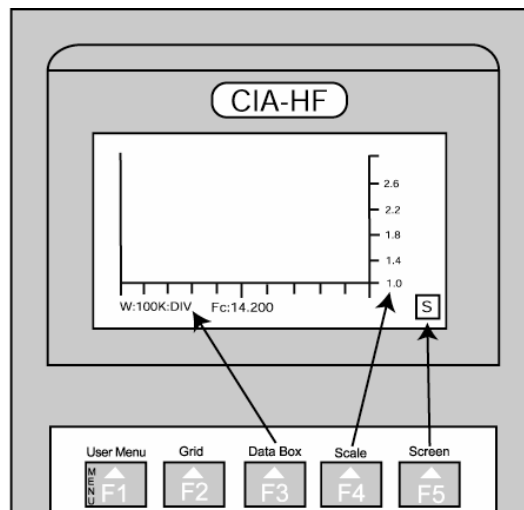 CIA-HF
2.6
2.2
1.8
1.4
1.0
W:100K:DIV Fc:14.200
S
User Menu Grid Data Box Scale Screen
MENU F1 F2 F3 F4 F5